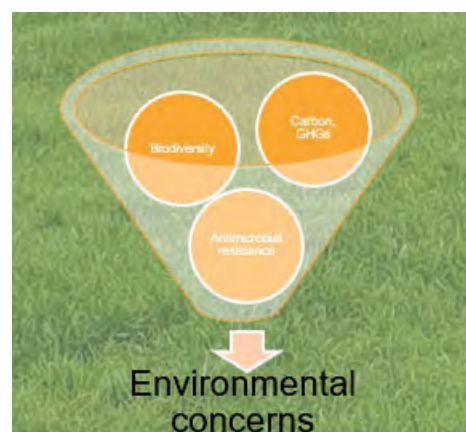 Carbon,
GHGs
Biodiversity
Antimicrobial
resistance
Environmental
concerns